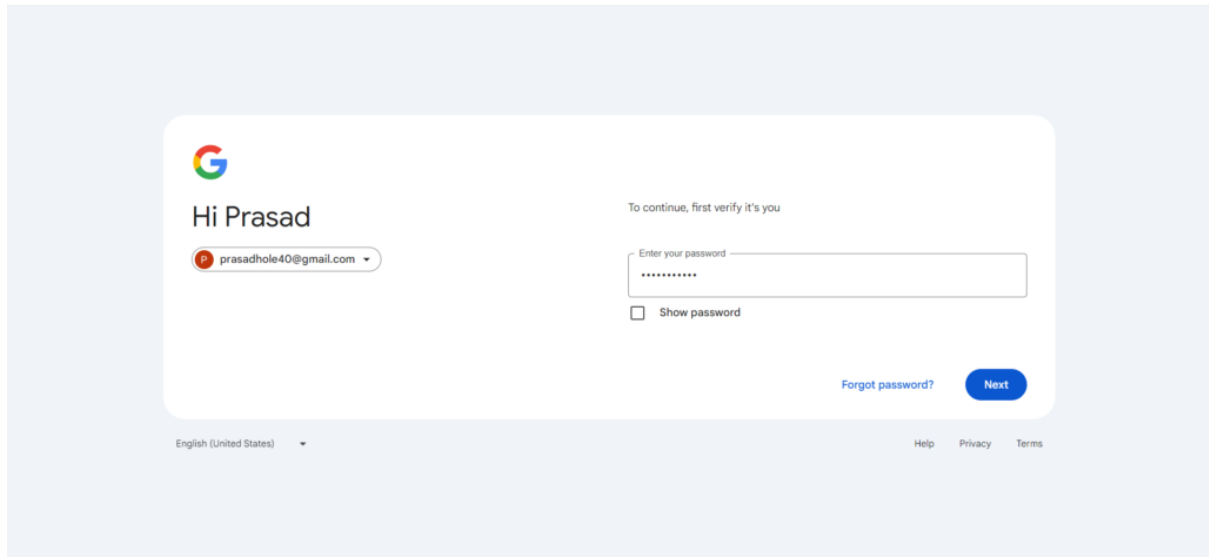 Hi Prasad
P prasadhole40@gmail.com
To continue, first verify it's you
Enter your password
•••••••••••
Show password
Forgot password?
Next
English (United States)
Help Privacy Terms